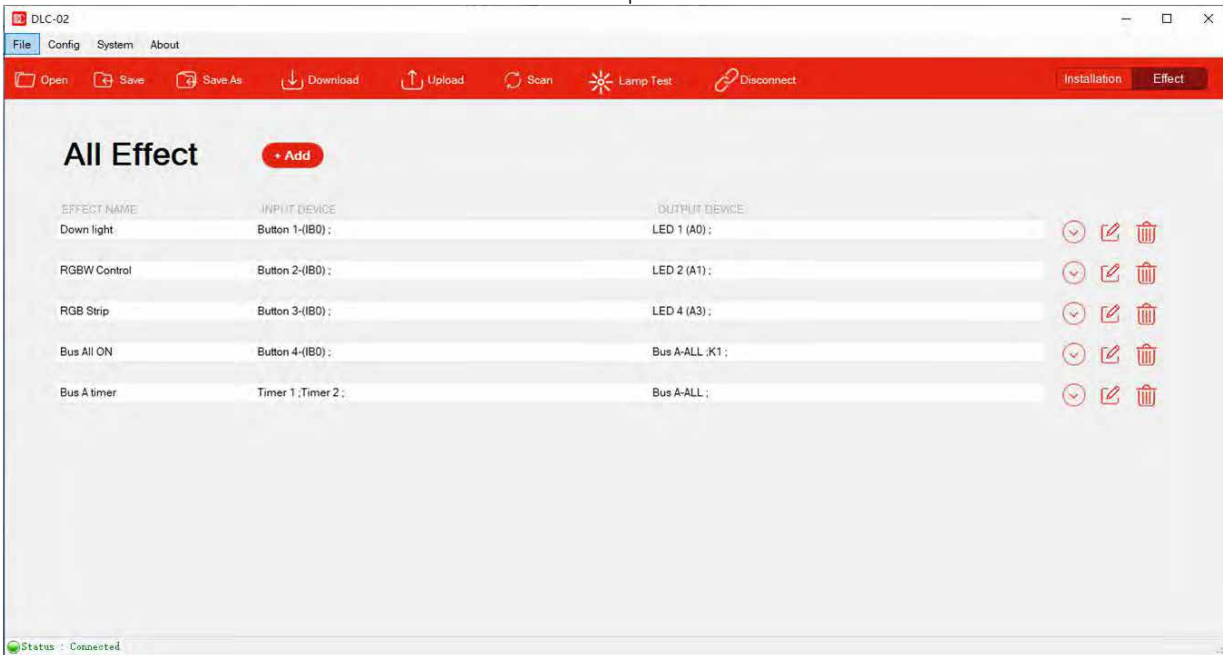 DLC-02
File Config System About
Open Save Save As Download Upload Scan Lamp Test Disconnect Installation Effect
All Effect + Add
EFFECT NAME INPUT DEVICE OUTPUT DEVICE
Down light Button 1-(IB0) ; LED 1 (A0) ;
RGBW Control Button 2-(IB0) ; LED 2 (A1) ;
RGB Strip Button 3-(IB0) ; LED 4 (A3) ;
Bus All ON Button 4-(IB0) ; Bus A-ALL ;K1 ;
Bus A timer Timer 1 ;Timer 2 ; Bus A-ALL ;
Status : Connected